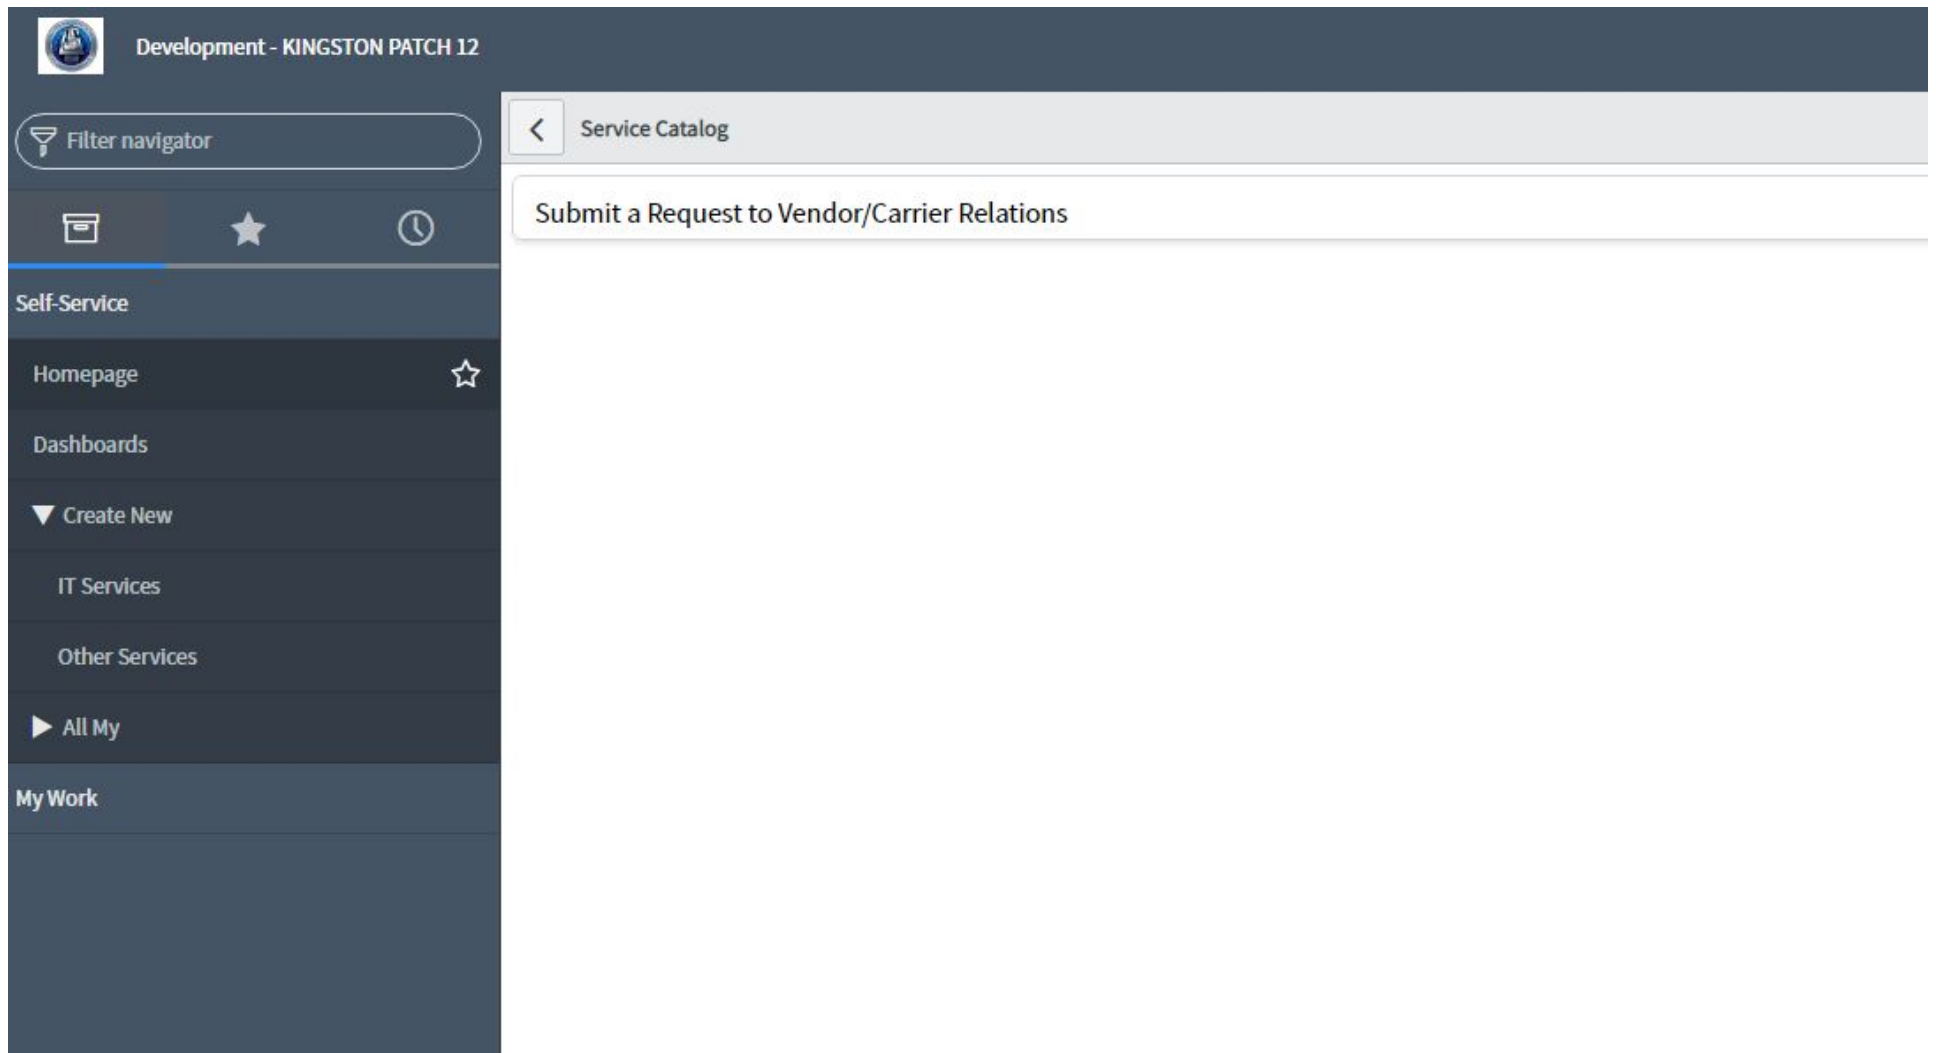 Development - KINGSTON PATCH 12
Filter navigator
Service Catalog
Submit a Request to Vendor/Carrier Relations
Self-Service
Homepage
Dashboards
Create New
IT Services
Other Services
All My
My Work